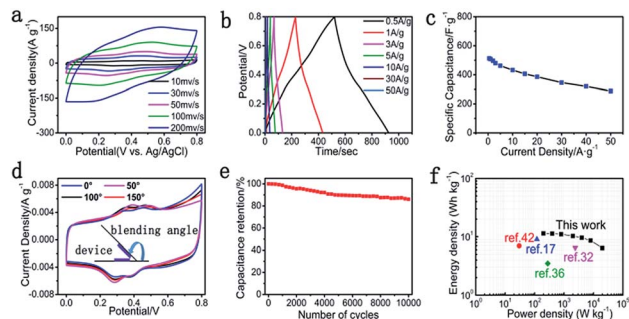 a
Current density(A g⁻¹)
150
75
0
-75
-150
10mv/s
30mv/s
50mv/s
100mv/s
200mv/s
0.0 0.2 0.4 0.6 0.8
Potential(V vs. Ag/AgCl)
b
Potential/V
0.8
0.6
0.4
0.2
0.0
0.5A/g
1A/g
3A/g
5A/g
10A/g
30A/g
50A/g
0 200 400 600 800 1000
Time/sec
c
Specific Capacitance/F·g⁻¹
800
600
400
200
0
0 10 20 30 40 50
Current Density/A·g⁻¹
d
Current Density/A g⁻¹
0.008
0.004
0.000
-0.004
-0.008
0° 50°
100° 150°
blending angle
device
0.0 0.2 0.4 0.6 0.8
Potential/V
e
Capacitance retention/%
100
80
60
40
20
0
0 2000 4000 6000 8000 10000
Number of cycles
f
Energy density (Wh kg⁻¹)
10²
10¹
10⁰
This work
ref.42
ref.17
ref.32
ref.36
10⁰ 10¹ 10² 10³ 10⁴ 10⁵
Power density (W kg⁻¹)